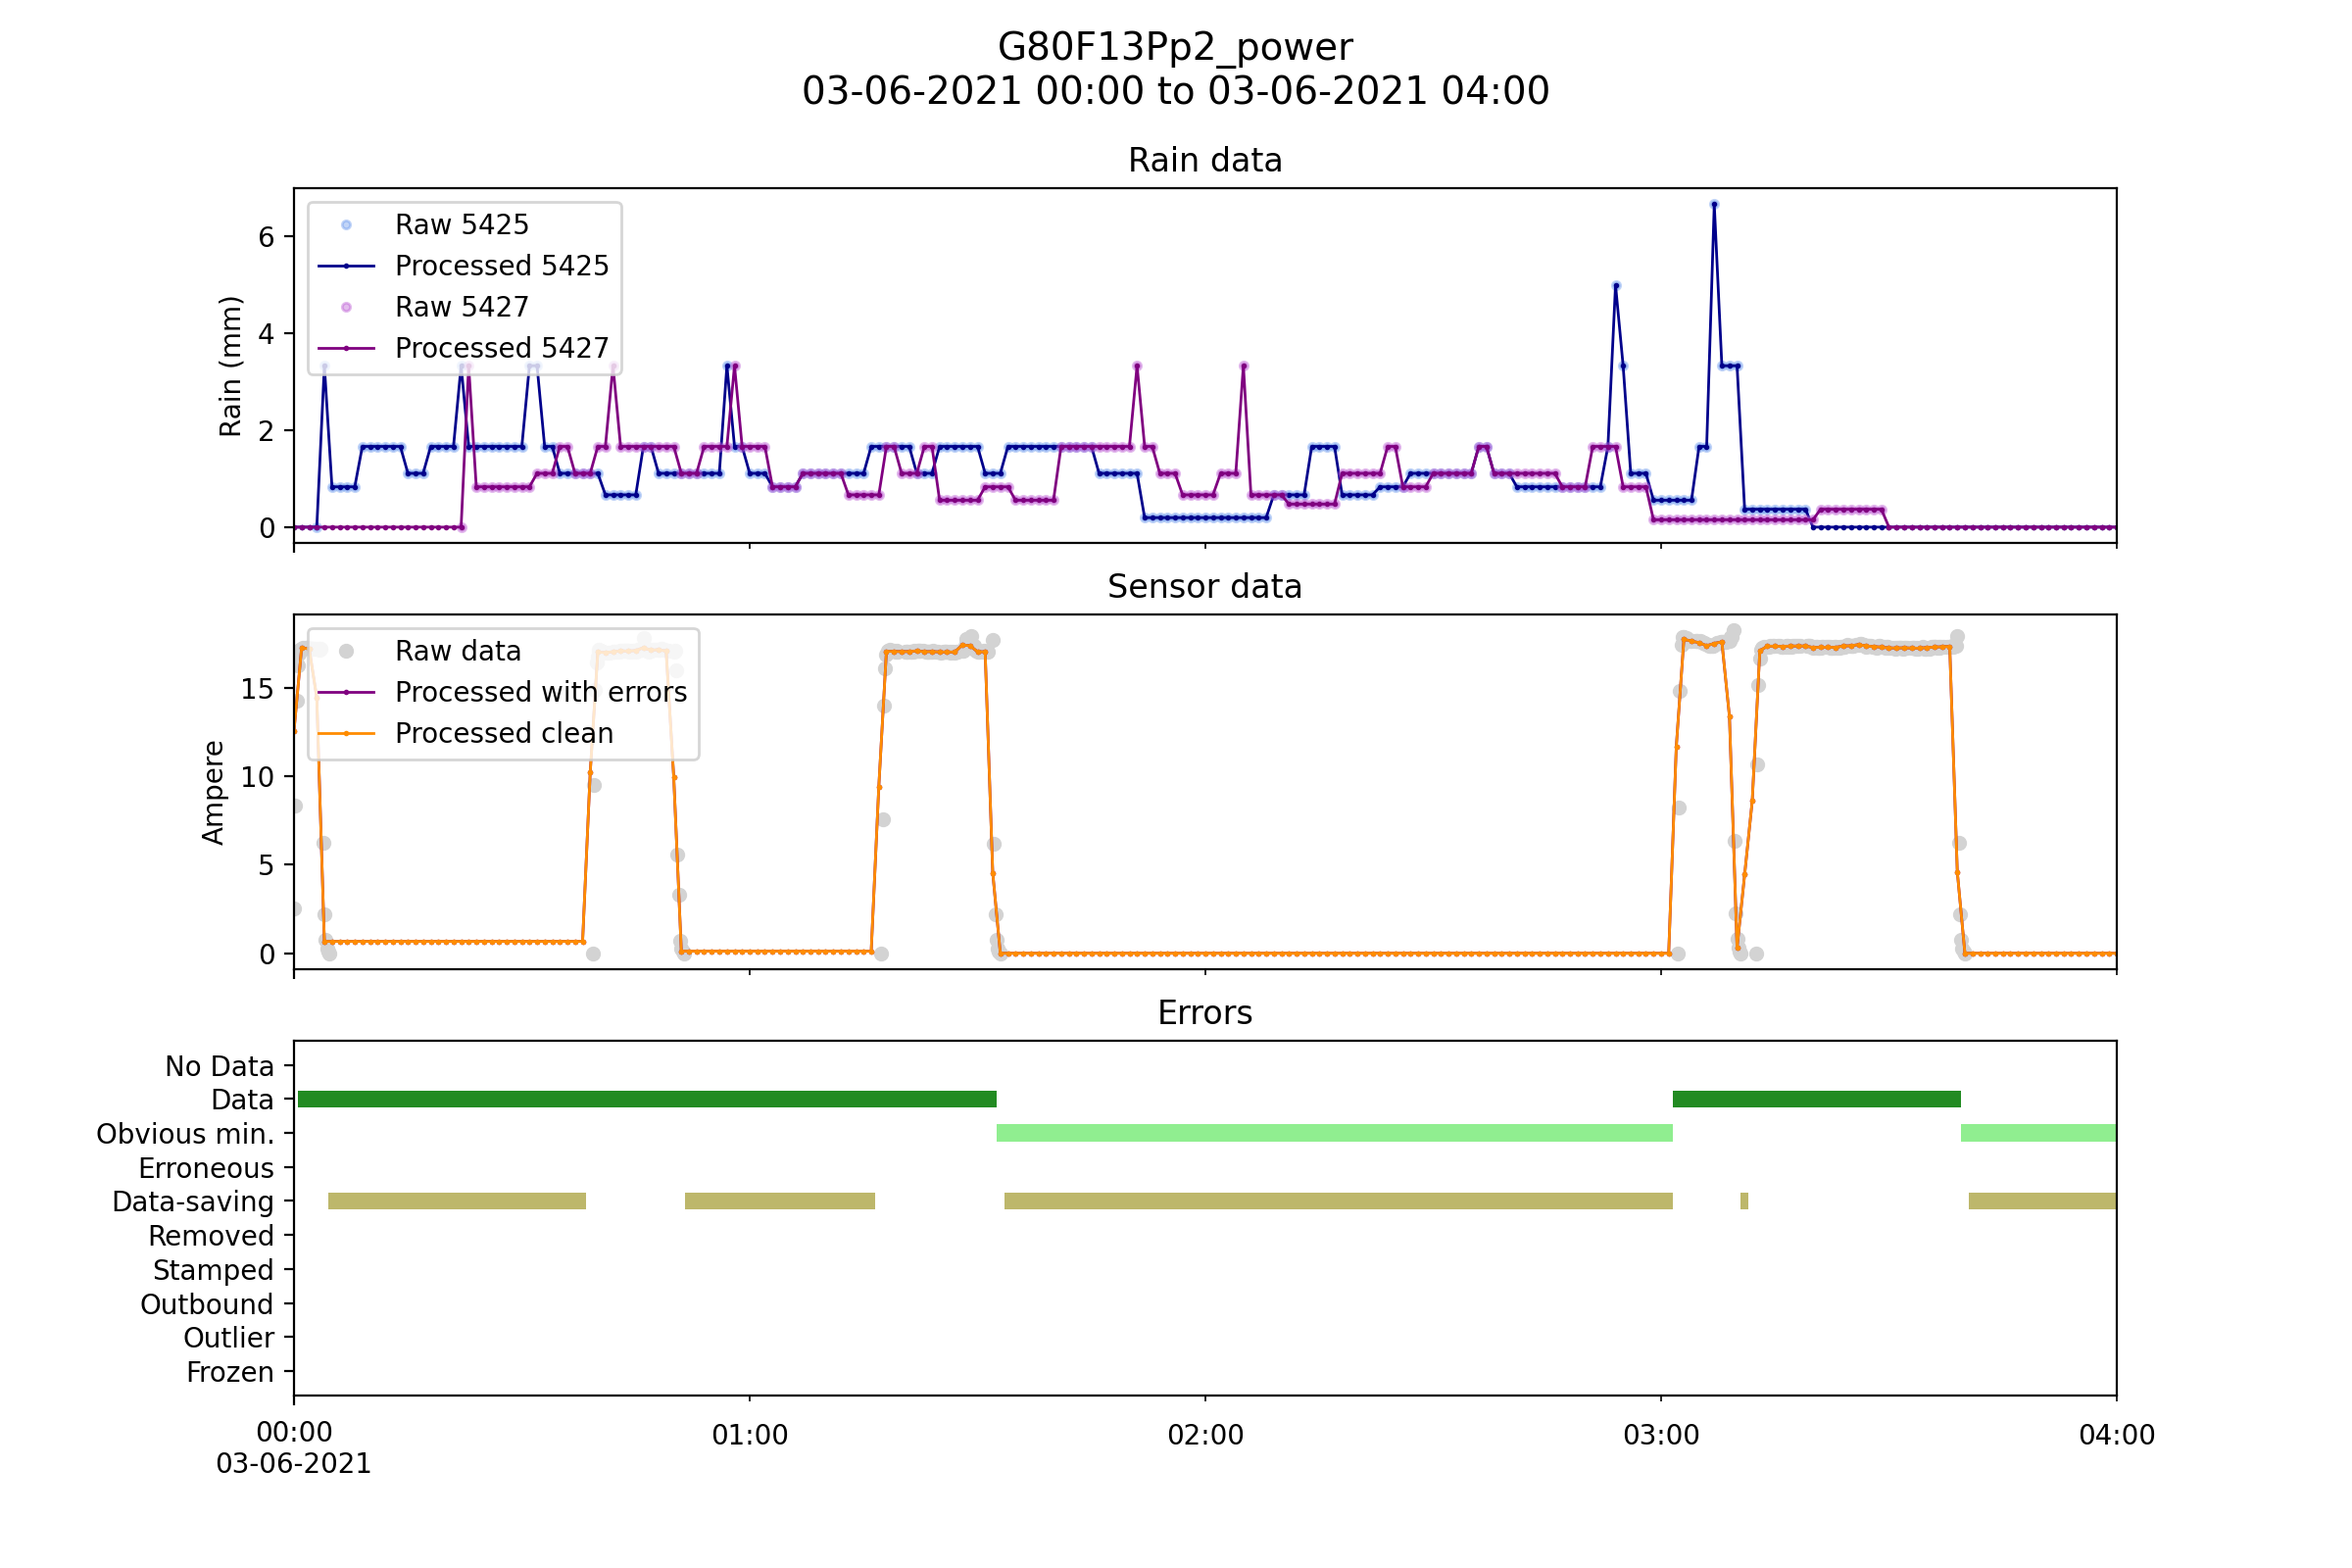 G80F13Pp2_power
03-06-2021 00:00 to 03-06-2021 04:00
Rain data
Raw 5425
Processed 5425
Raw 5427
Processed 5427
Rain (mm)
6
4
2
0
Sensor data
Raw data
Processed with errors
Processed clean
Ampere
15
10
5
0
Errors
No Data
Data
Obvious min.
Erroneous
Data-saving
Removed
Stamped
Outbound
Outlier
Frozen
00:00 01:00 02:00 03:00 04:00
03-06-2021